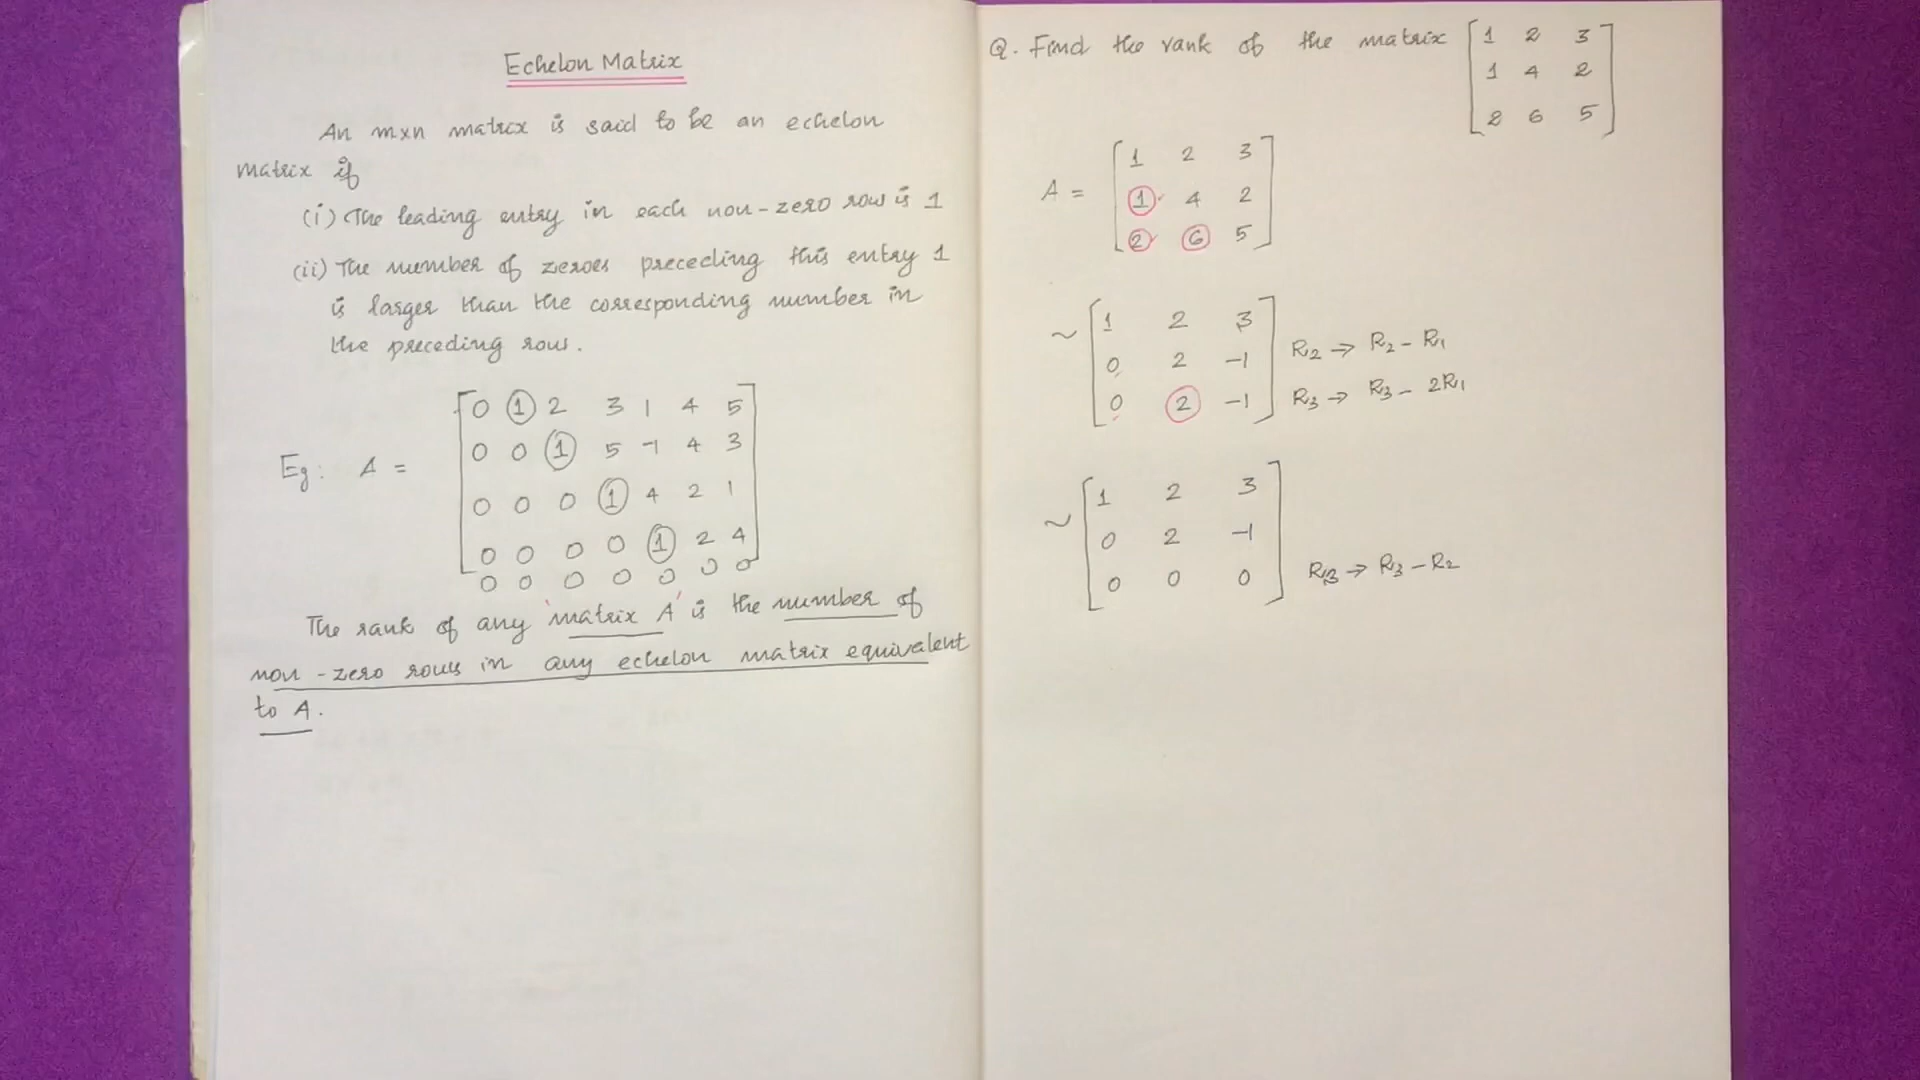 Echelon Matrix
An mxn matrix is said to be an echelon
matrix if
(i) The leading entry in each non-zero row is 1
(ii) The number of zeroes preceding this entry 1
is larger than the corresponding number in
the preceding row.
0 1 2 3 1 4 5
0 0 1 5 -1 4 3
Eg: A =
0 0 0 1 4 2 1
0 0 0 0 1 2 4
0 0 0 0 0 0 0
The rank of any 'matrix A' is the number of
non-zero rows in any echelon matrix equivalent
to A.
Q. Find the rank of the matrix
1 2 3
1 4 2
2 6 5
1 2 3
A = 1 4 2
2 6 5
~ 1 2 3
0 2 -1 R2 → R2 - R1
0 2 -1 R3 → R3 - 2R1
1 2 3
~ 0 2 -1
0 0 0 R3 → R3 - R2